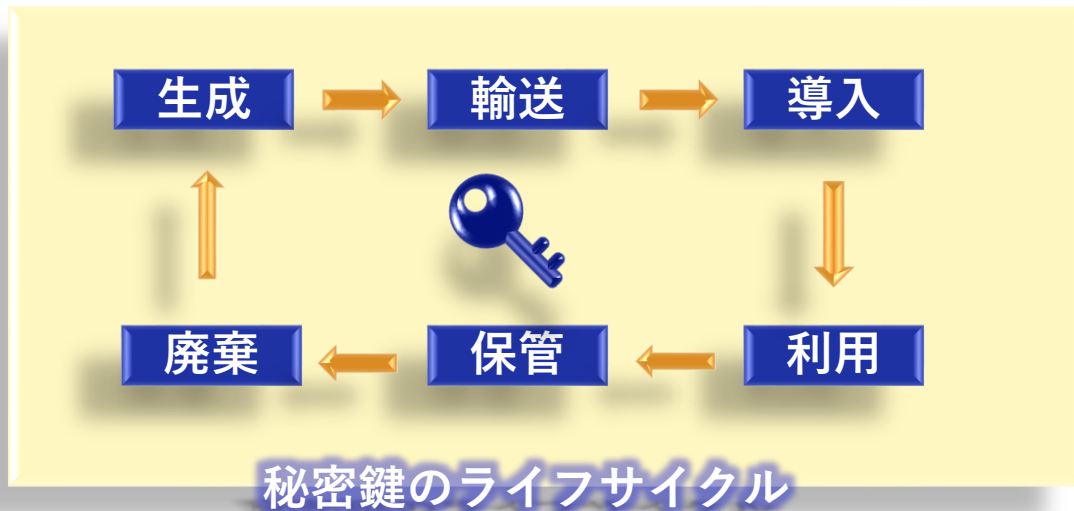 生成
輸送
導入
廃棄
保管
利用
秘密鍵のライフサイクル